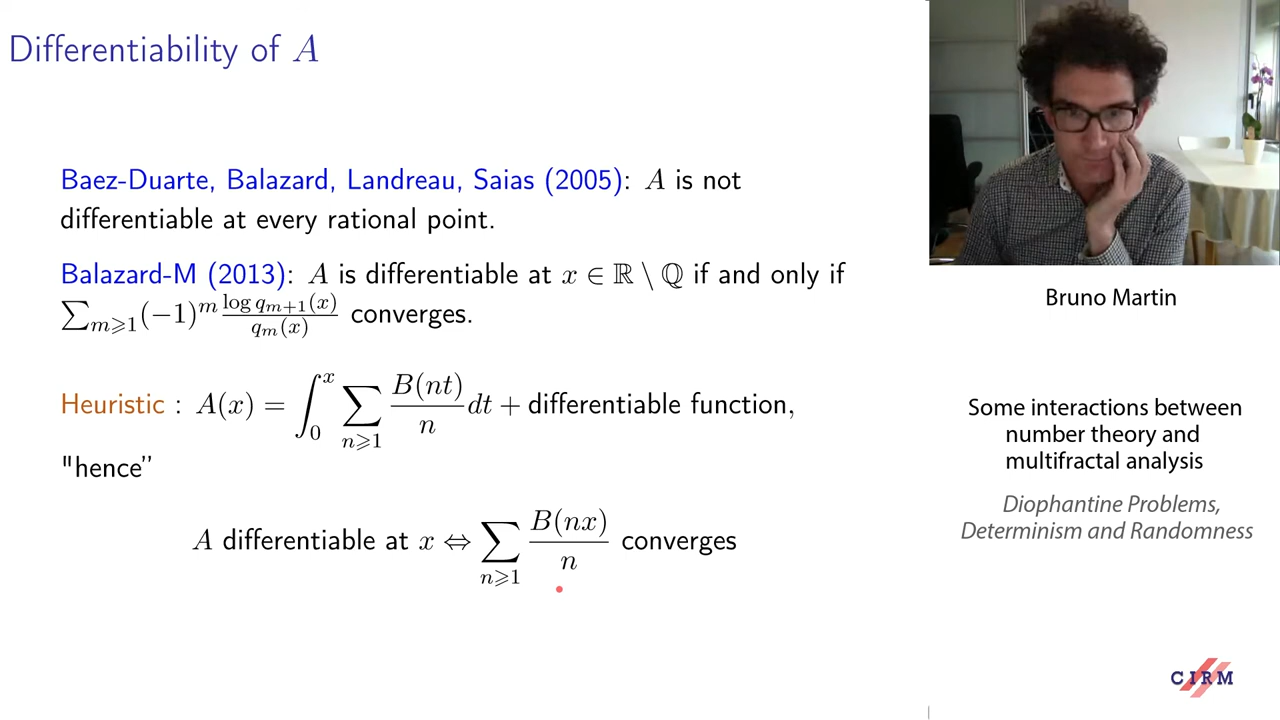 Differentiability of A
Baez-Duarte, Balazard, Landreau, Saias (2005): A is not
differentiable at every rational point.
Balazard-M (2013): A is differentiable at x ∈ ℝ \ ℚ if and only if
∑_{m⩾1}(−1)^m \frac{log q_{m+1}(x)}{q_m(x)} converges.
Heuristic : A(x) = ∫_0^x ∑_{n⩾1} \frac{B(nt)}{n} dt + differentiable function,
"hence”
A differentiable at x ⇔ ∑_{n⩾1} \frac{B(nx)}{n} converges
Bruno Martin
Some interactions between
number theory and
multifractal analysis
Diophantine Problems,
Determinism and Randomness
CIRM